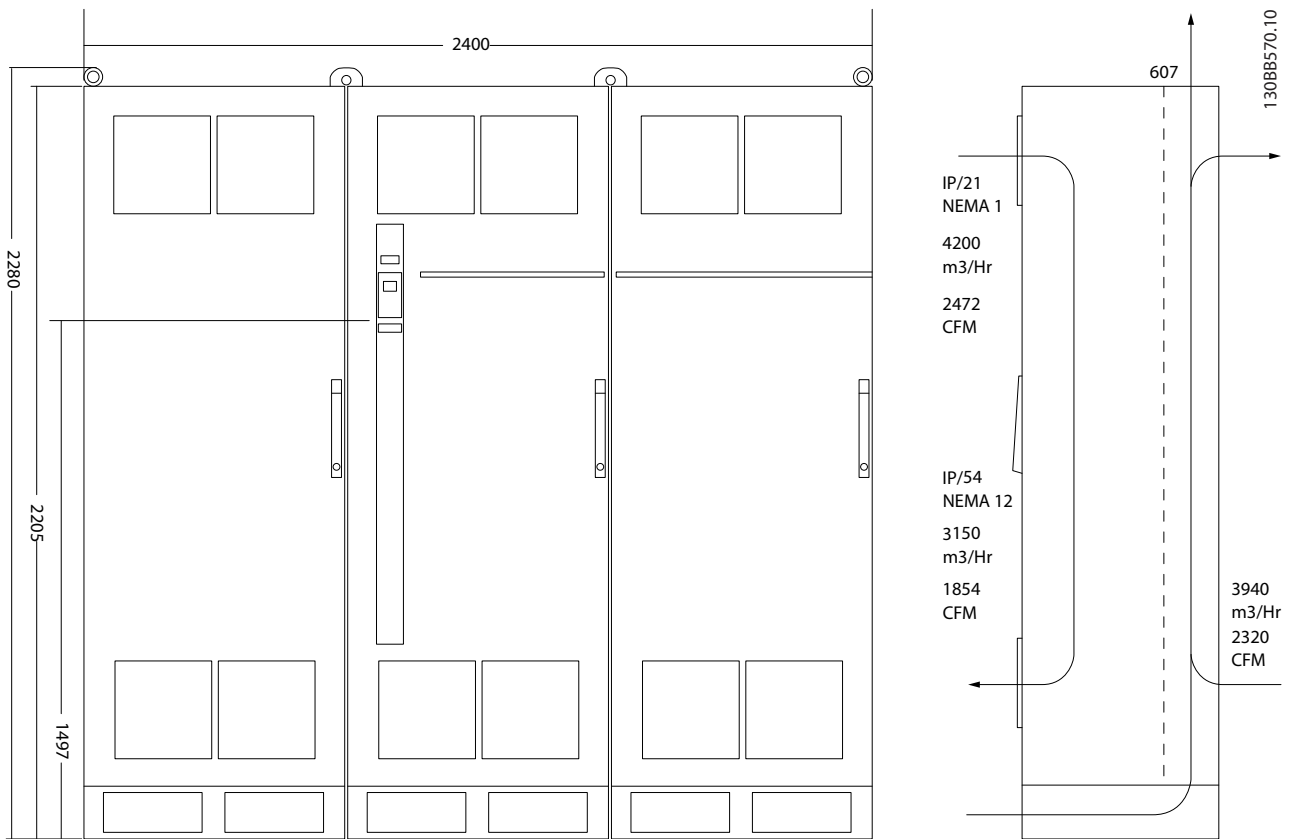 2400
607
130BB570.10
2280
2205
1497
IP/21
NEMA 1
4200
m3/Hr
2472
CFM
IP/54
NEMA 12
3150
m3/Hr
1854
CFM
3940
m3/Hr
2320
CFM